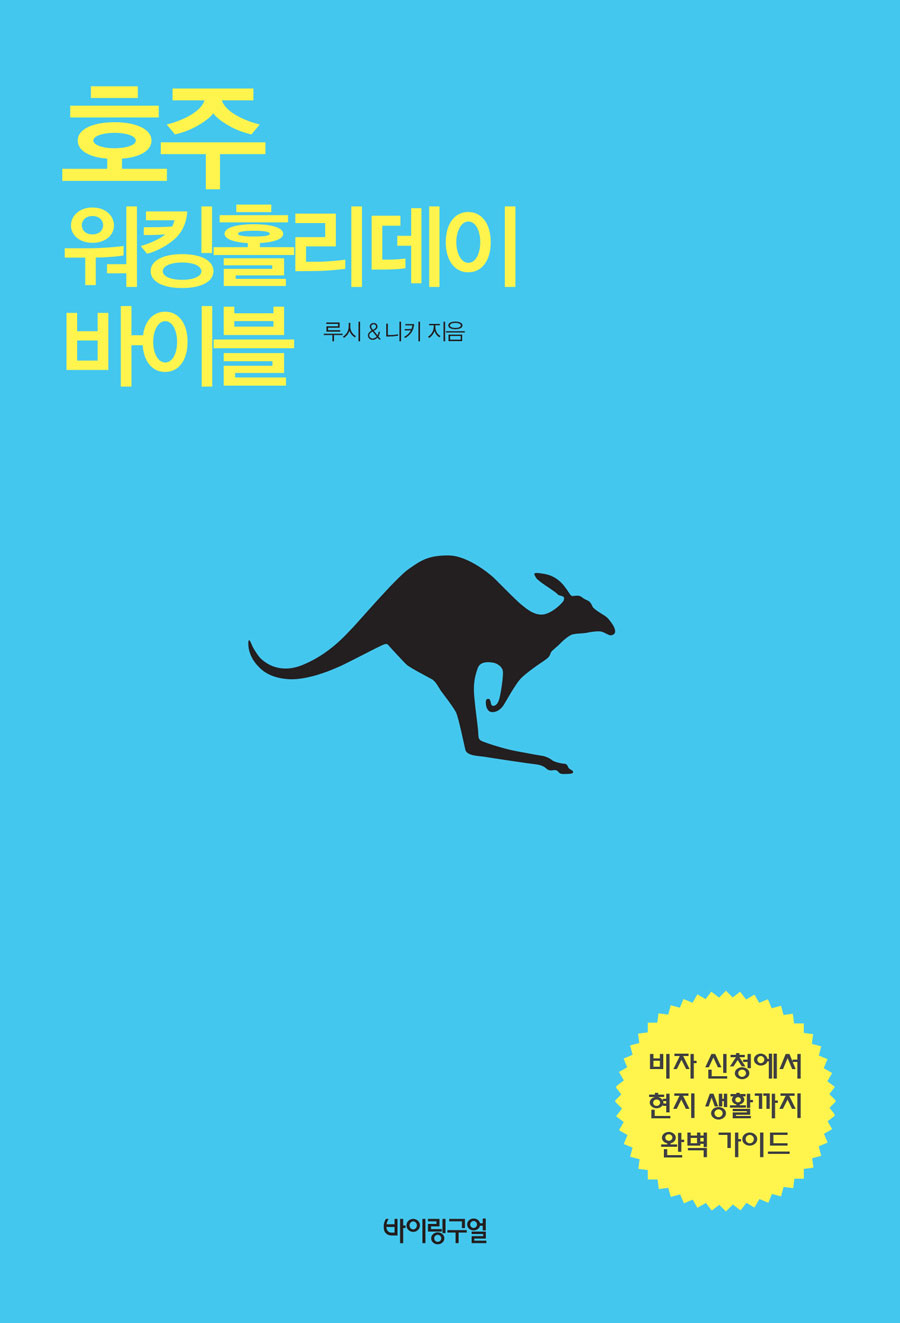 호주
워킹홀리데이
바이블
루시 & 니키 지음
비자 신청에서
현지 생활까지
완벽 가이드
바이링구얼